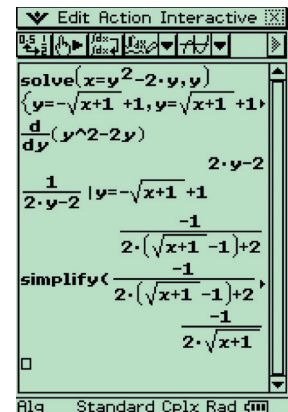 Edit Action Interactive
solve(x=y^2-2·y,y)
{y=-√(x+1)+1,y=√(x+1)+1
d/dy(y^2-2y)
2·y-2
1/(2·y-2) | y=-√(x+1)+1
-1/(2·(√(x+1)-1)+2)
simplify(-1/(2·(√(x+1)-1)+2)
-1/(2·√(x+1))
Alg Standard Cplx Rad